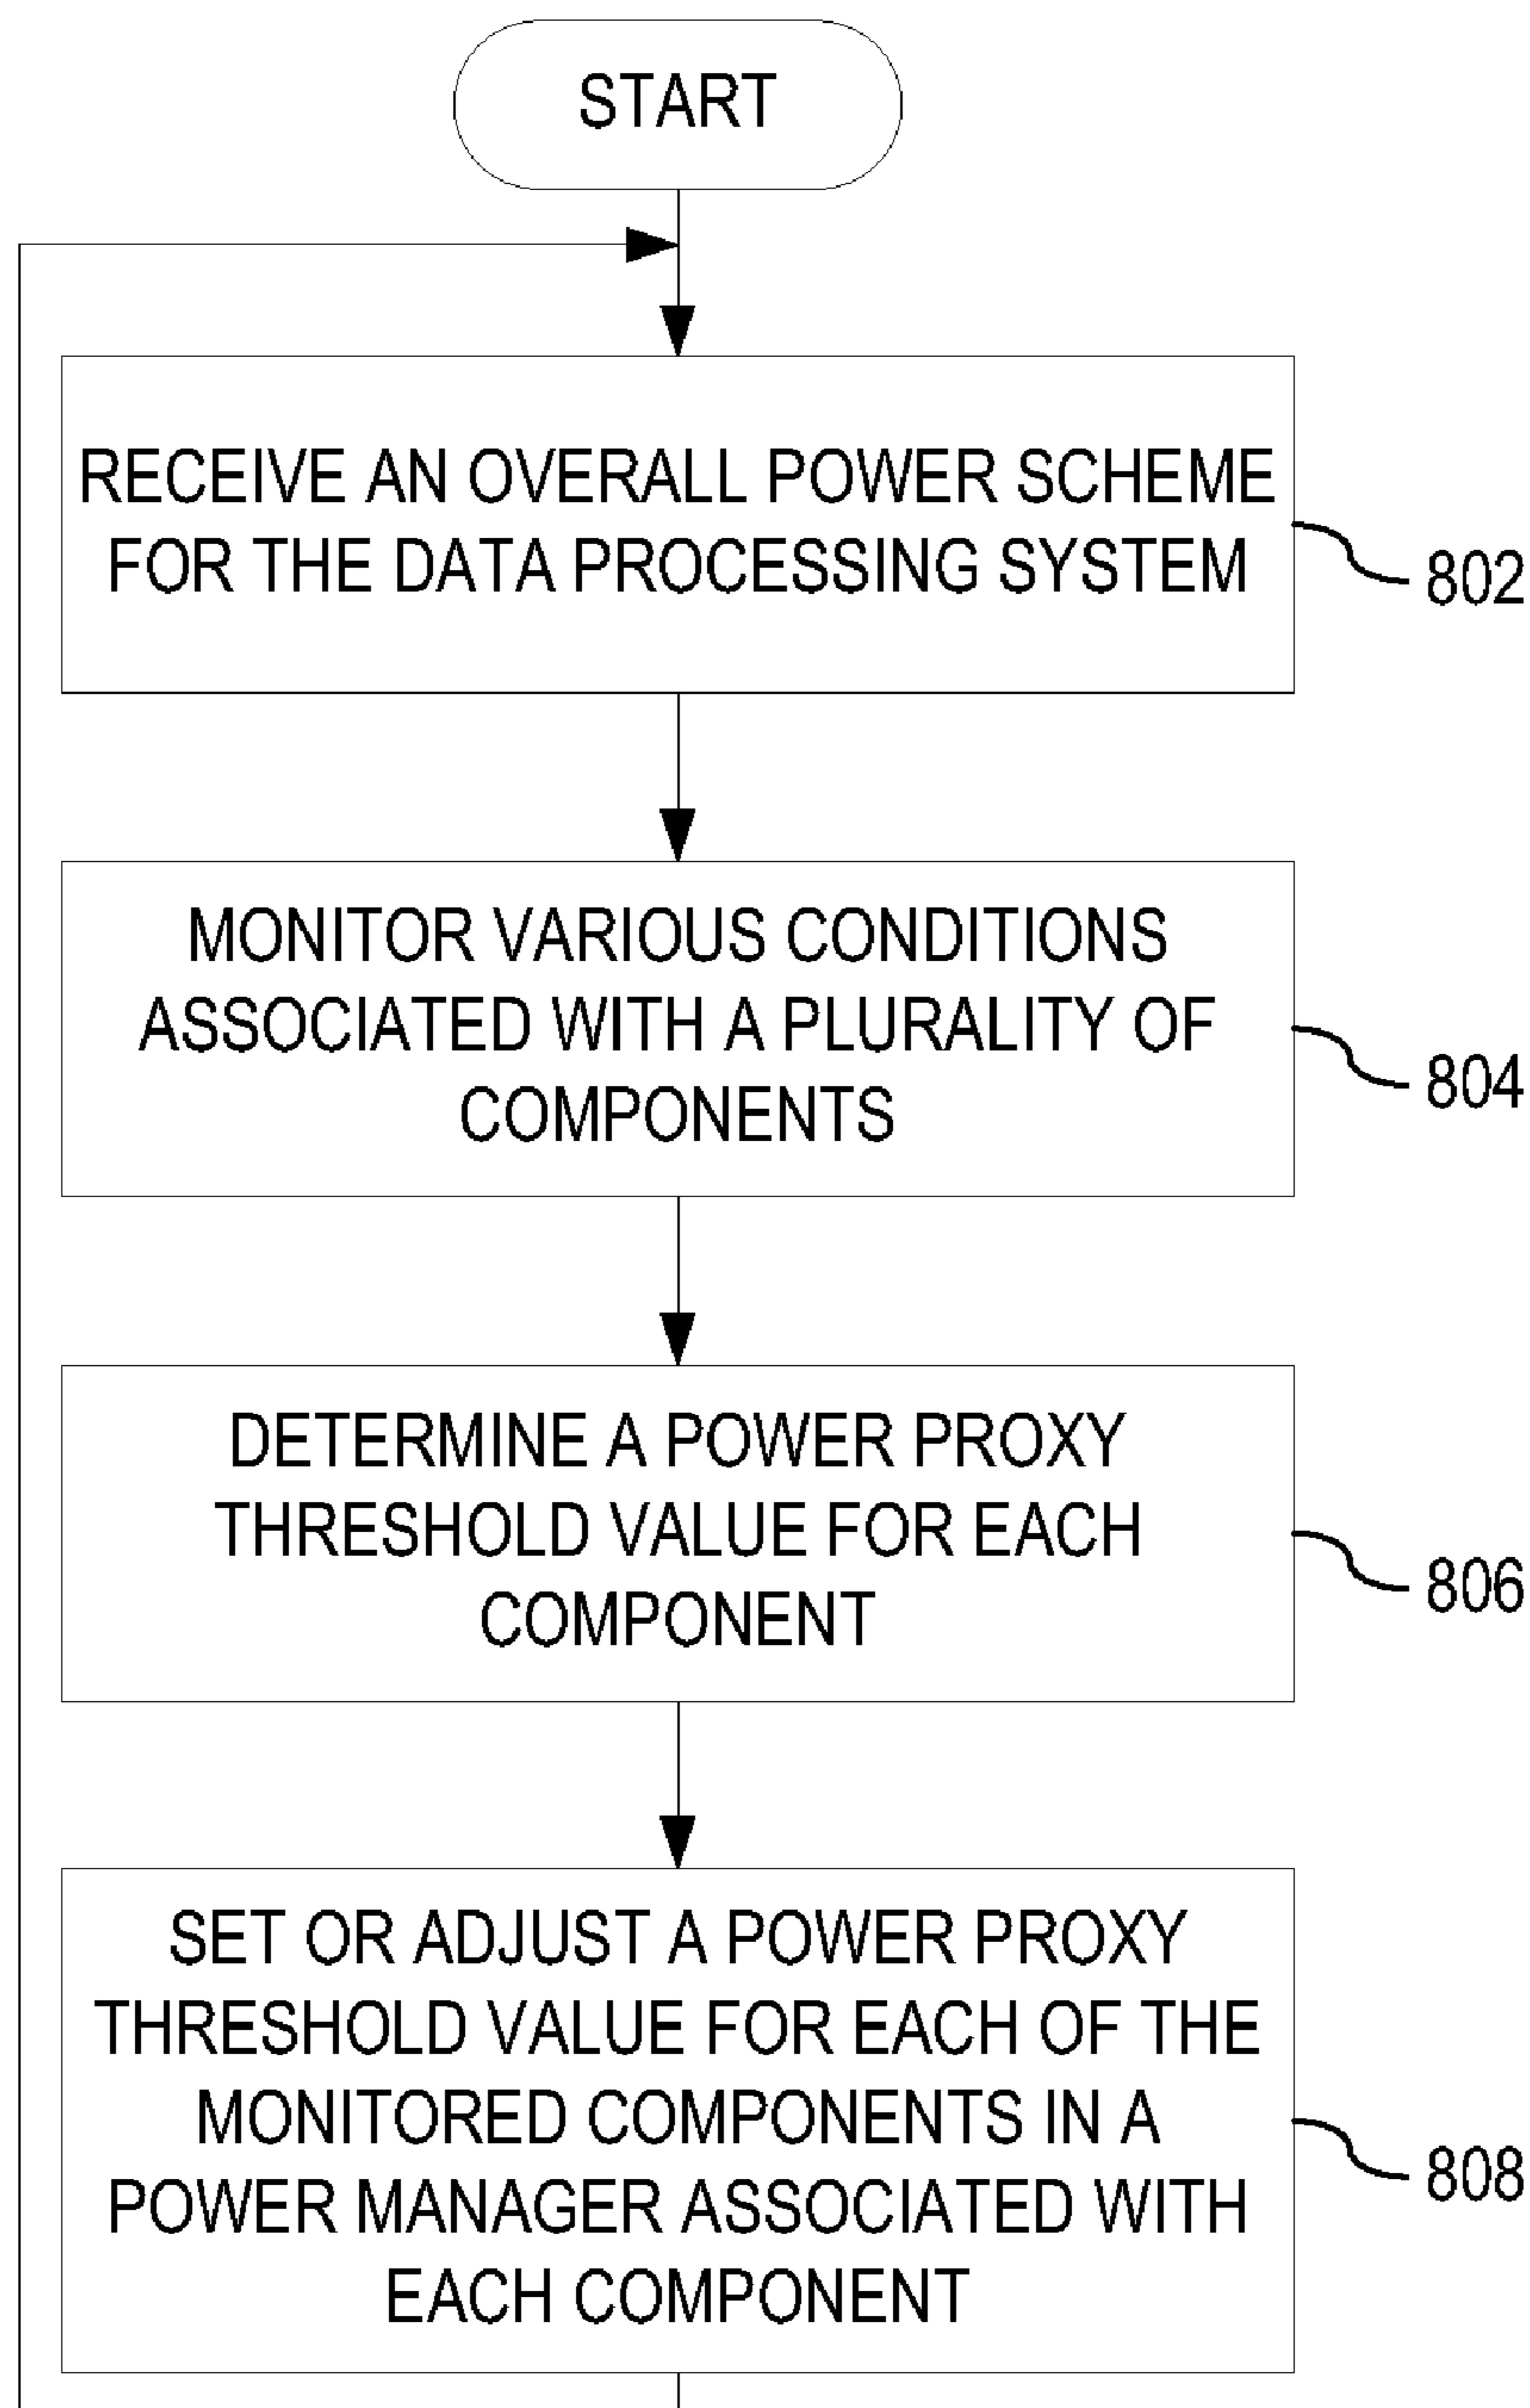 START
RECEIVE AN OVERALL POWER SCHEME
FOR THE DATA PROCESSING SYSTEM
802
MONITOR VARIOUS CONDITIONS
ASSOCIATED WITH A PLURALITY OF
COMPONENTS
804
DETERMINE A POWER PROXY
THRESHOLD VALUE FOR EACH
COMPONENT
806
SET OR ADJUST A POWER PROXY
THRESHOLD VALUE FOR EACH OF THE
MONITORED COMPONENTS IN A
POWER MANAGER ASSOCIATED WITH
EACH COMPONENT
808